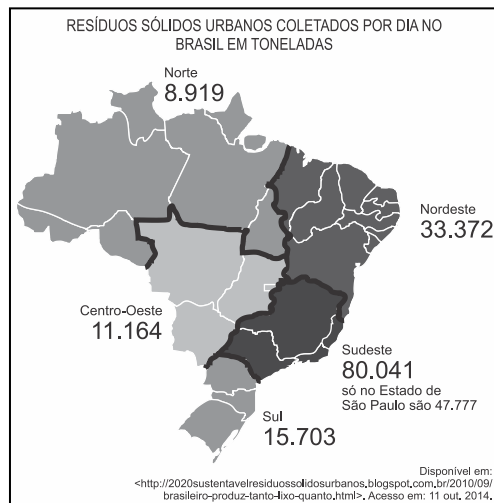 RESÍDUOS SÓLIDOS URBANOS COLETADOS POR DIA NO
BRASIL EM TONELADAS
Norte
8.919
Nordeste
33.372
Centro-Oeste
11.164
Sudeste
80.041
só no Estado de
São Paulo são 47.777
Sul
15.703
Disponível em:
<http://2020sustentavelresiduossolidosurbanos.blogspot.com.br/2010/09/
brasileiro-produz-tanto-lixo-quanto.html>. Acesso em: 11 out. 2014.